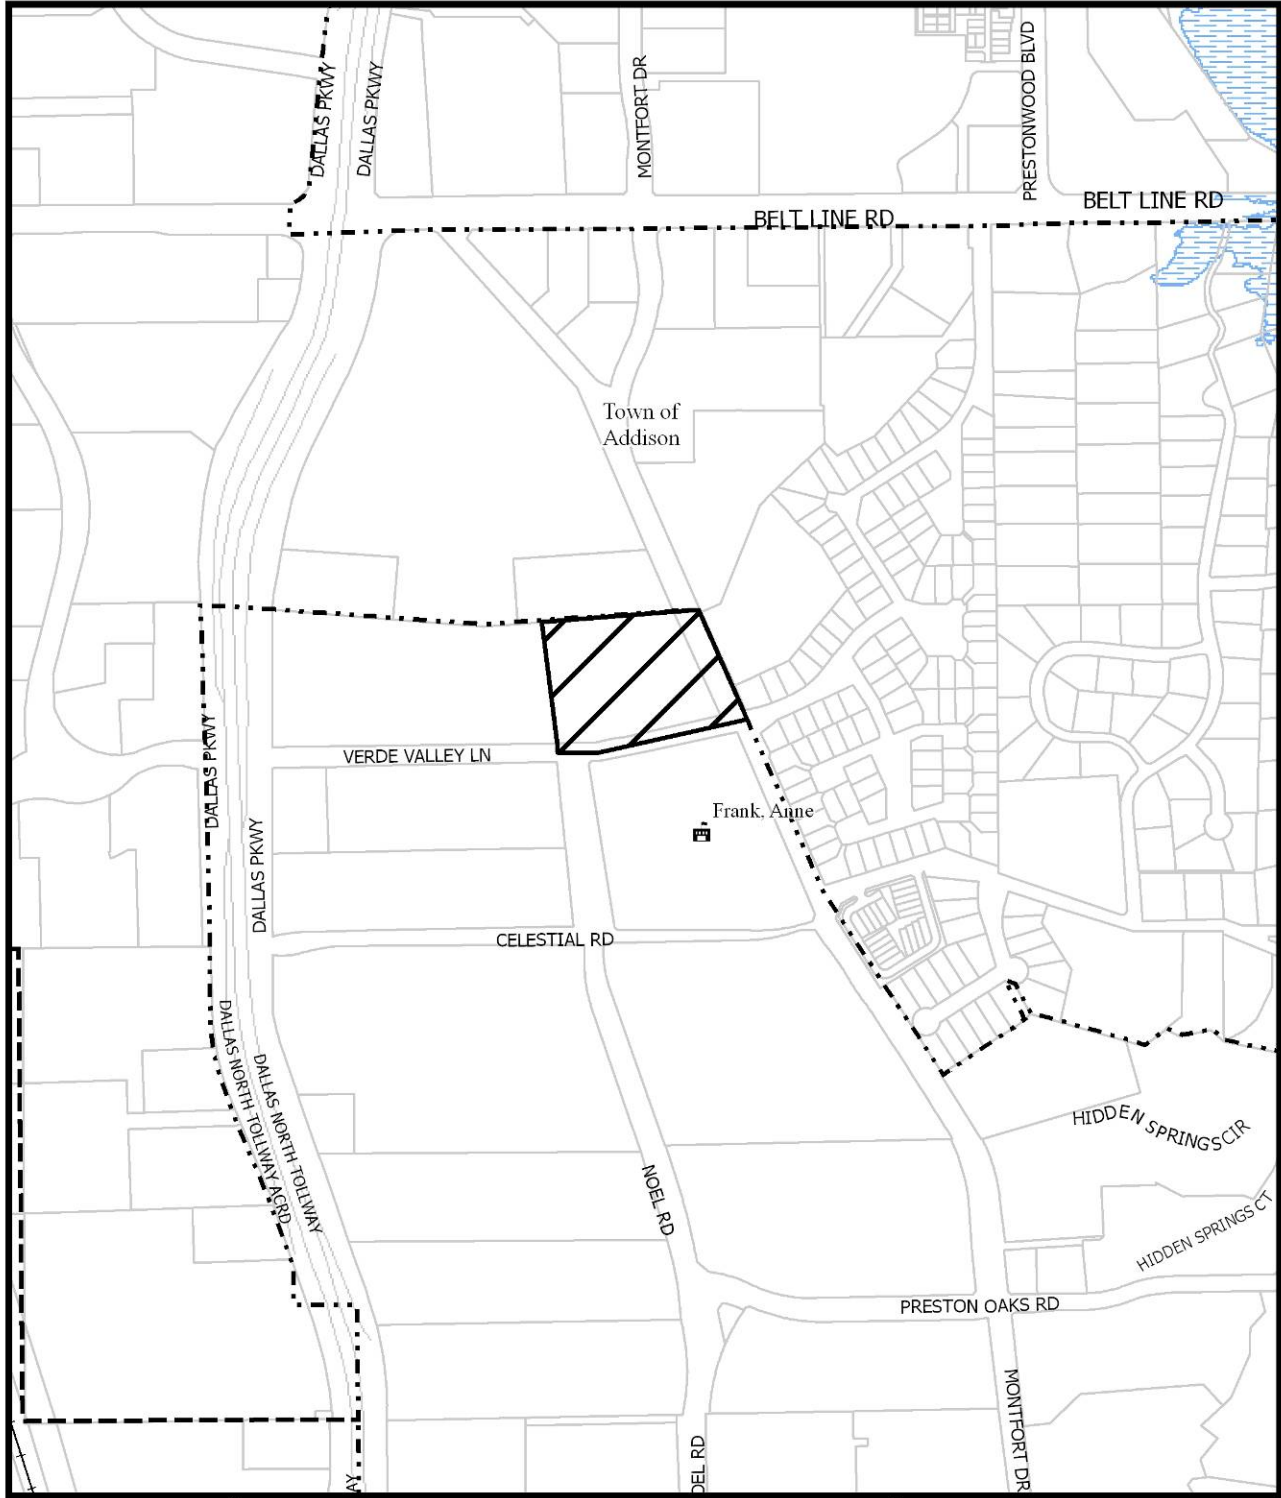 DALLAS PKWY
DALLAS PKWY
MONTFORT DR
PRESTONWOOD BLVD
BELT LINE RD
BELT LINE RD
Town of
Addison
DALLAS PKWY
VERDE VALLEY LN
Frank, Anne
DALLAS PKWY
CELESTIAL RD
DALLAS NORTH TOLLWAY ACRD
DALLAS NORTH TOLLWAY
HIDDEN SPRINGS CIR
NOEL RD
HIDDEN SPRINGS CT
PRESTON OAKS RD
MONTFORT DR
OEL RD
AY